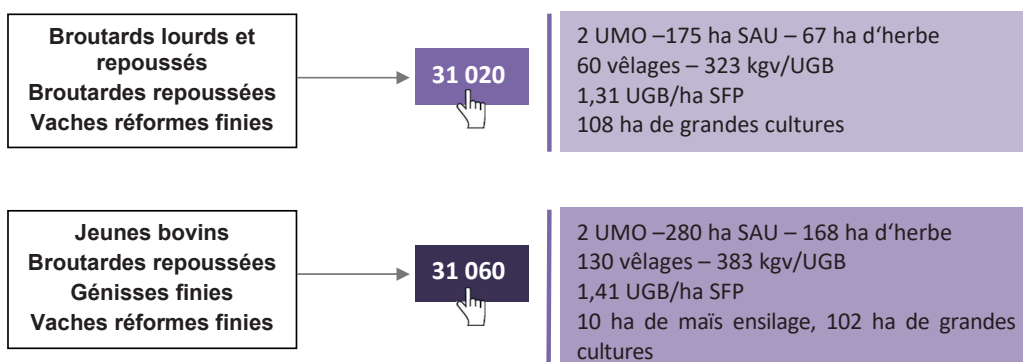 Broutards lourds et
repoussés
Broutardes repoussées
Vaches réformes finies
31 020
2 UMO –175 ha SAU – 67 ha d‘herbe
60 vêlages – 323 kgv/UGB
1,31 UGB/ha SFP
108 ha de grandes cultures
Jeunes bovins
Broutardes repoussées
Génisses finies
Vaches réformes finies
31 060
2 UMO –280 ha SAU – 168 ha d‘herbe
130 vêlages – 383 kgv/UGB
1,41 UGB/ha SFP
10 ha de maïs ensilage, 102 ha de grandes
cultures